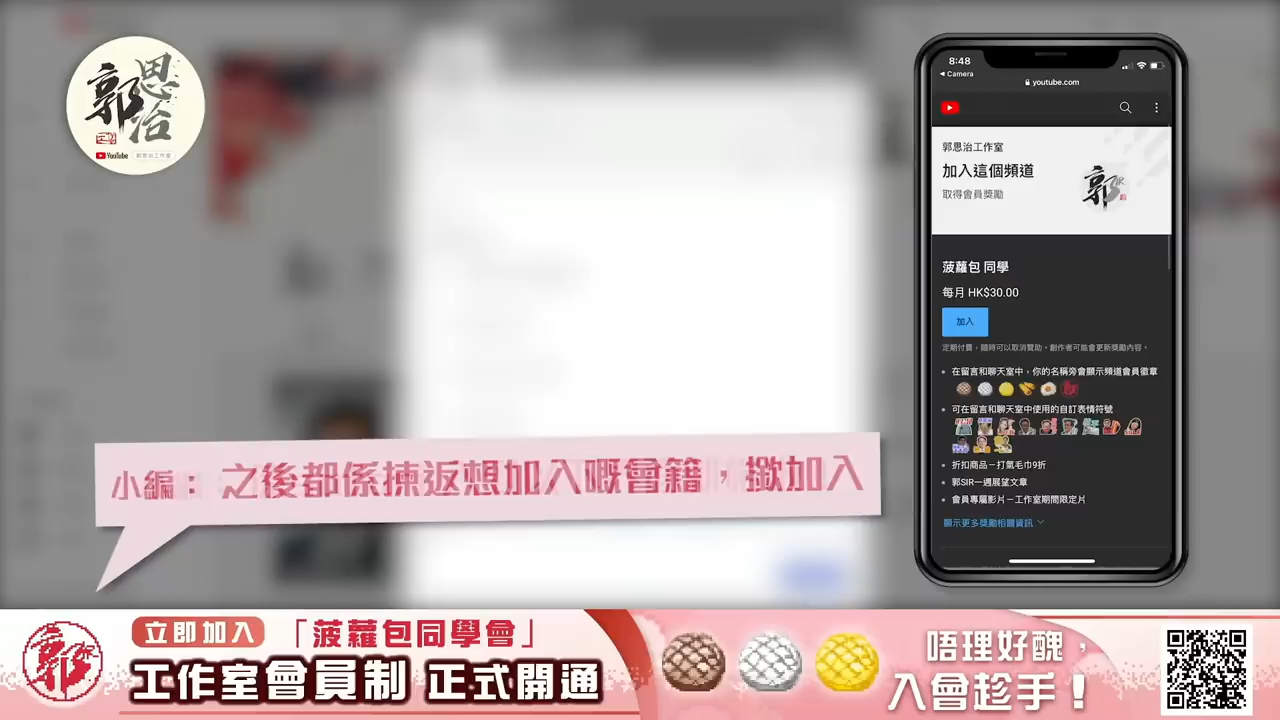 郭思治
YouTube 郭思治工作室
8:48
Camera
youtube.com
郭思治工作室
加入這個頻道
取得會員獎勵
郭SIR
菠蘿包 同學
每月 HK$30.00
加入
定期付費，隨時可以取消贊助。創作者可能會更新獎勵內容。
在留言和聊天室中，你的名稱旁會顯示頻道會員徽章
可在留言和聊天室中使用的自訂表情符號
折扣商品－打氣毛巾9折
郭SIR一週展望文章
會員專屬影片－工作室期間限定片
顯示更多獎勵相關資訊
小編：之後都係揀返想加入嘅會籍，撳加入
立即加入「菠蘿包同學會」
工作室會員制 正式開通
唔理好醜，
入會趁手！